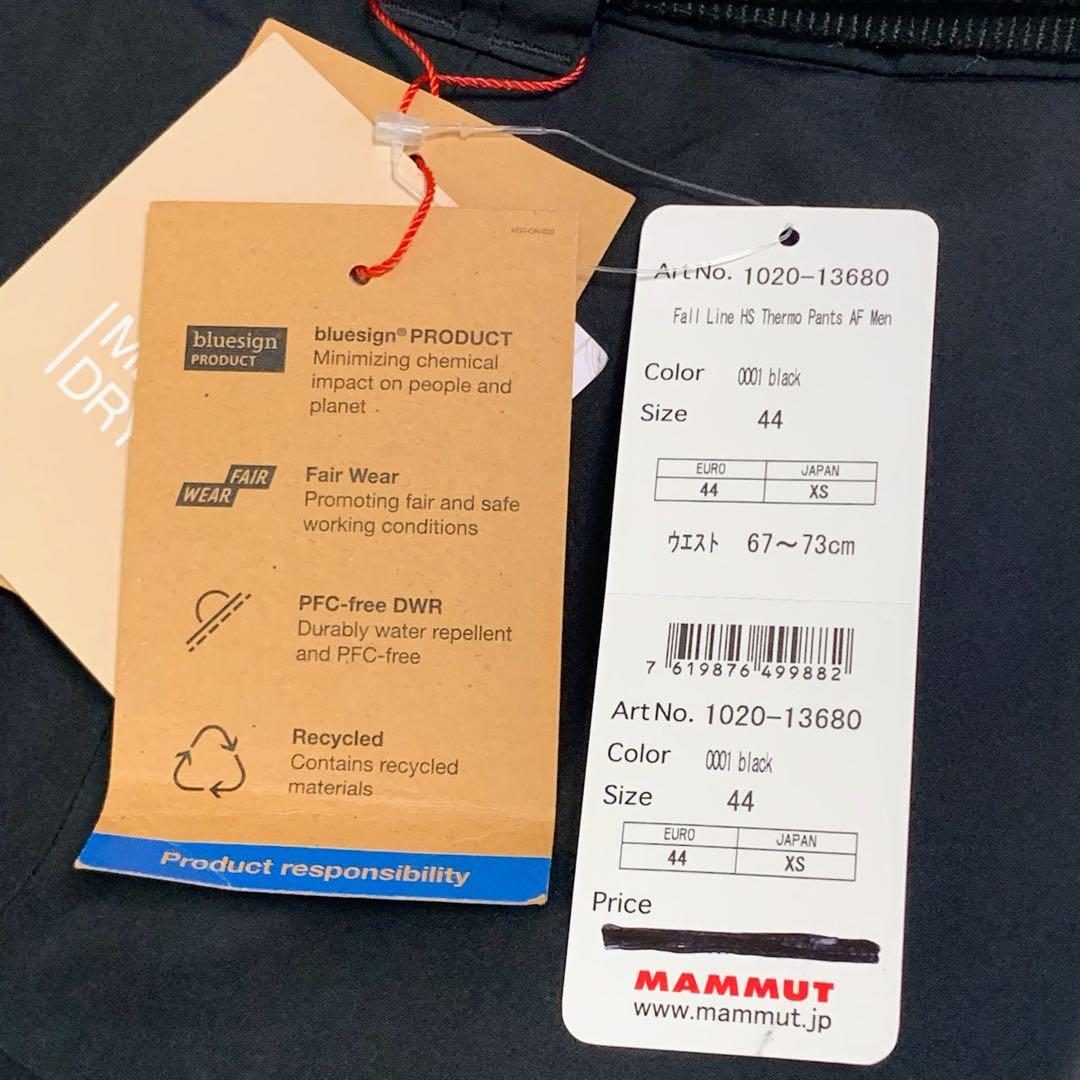 HDT-OR-020
bluesign
PRODUCT
bluesign® PRODUCT
Minimizing chemical
impact on people and
planet .
FAIR
WEAR
Fair Wear
Promoting fair and safe
working conditions
PFC-free DWR
Durably water repellent
and PFC-free
Recycled
Contains recycled
materials
Product responsibility
DRY
Art No. 1020-13680
Fall Line HS Thermo Pants AF Men
Color 0001 black
Size 44
EURO JAPAN
44 XS
ウエスト 67～73cm
7 619876 499882
Art No. 1020-13680
Color 0001 black
Size 44
EURO JAPAN
44 XS
Price
MAMMUT
www.mammut.jp